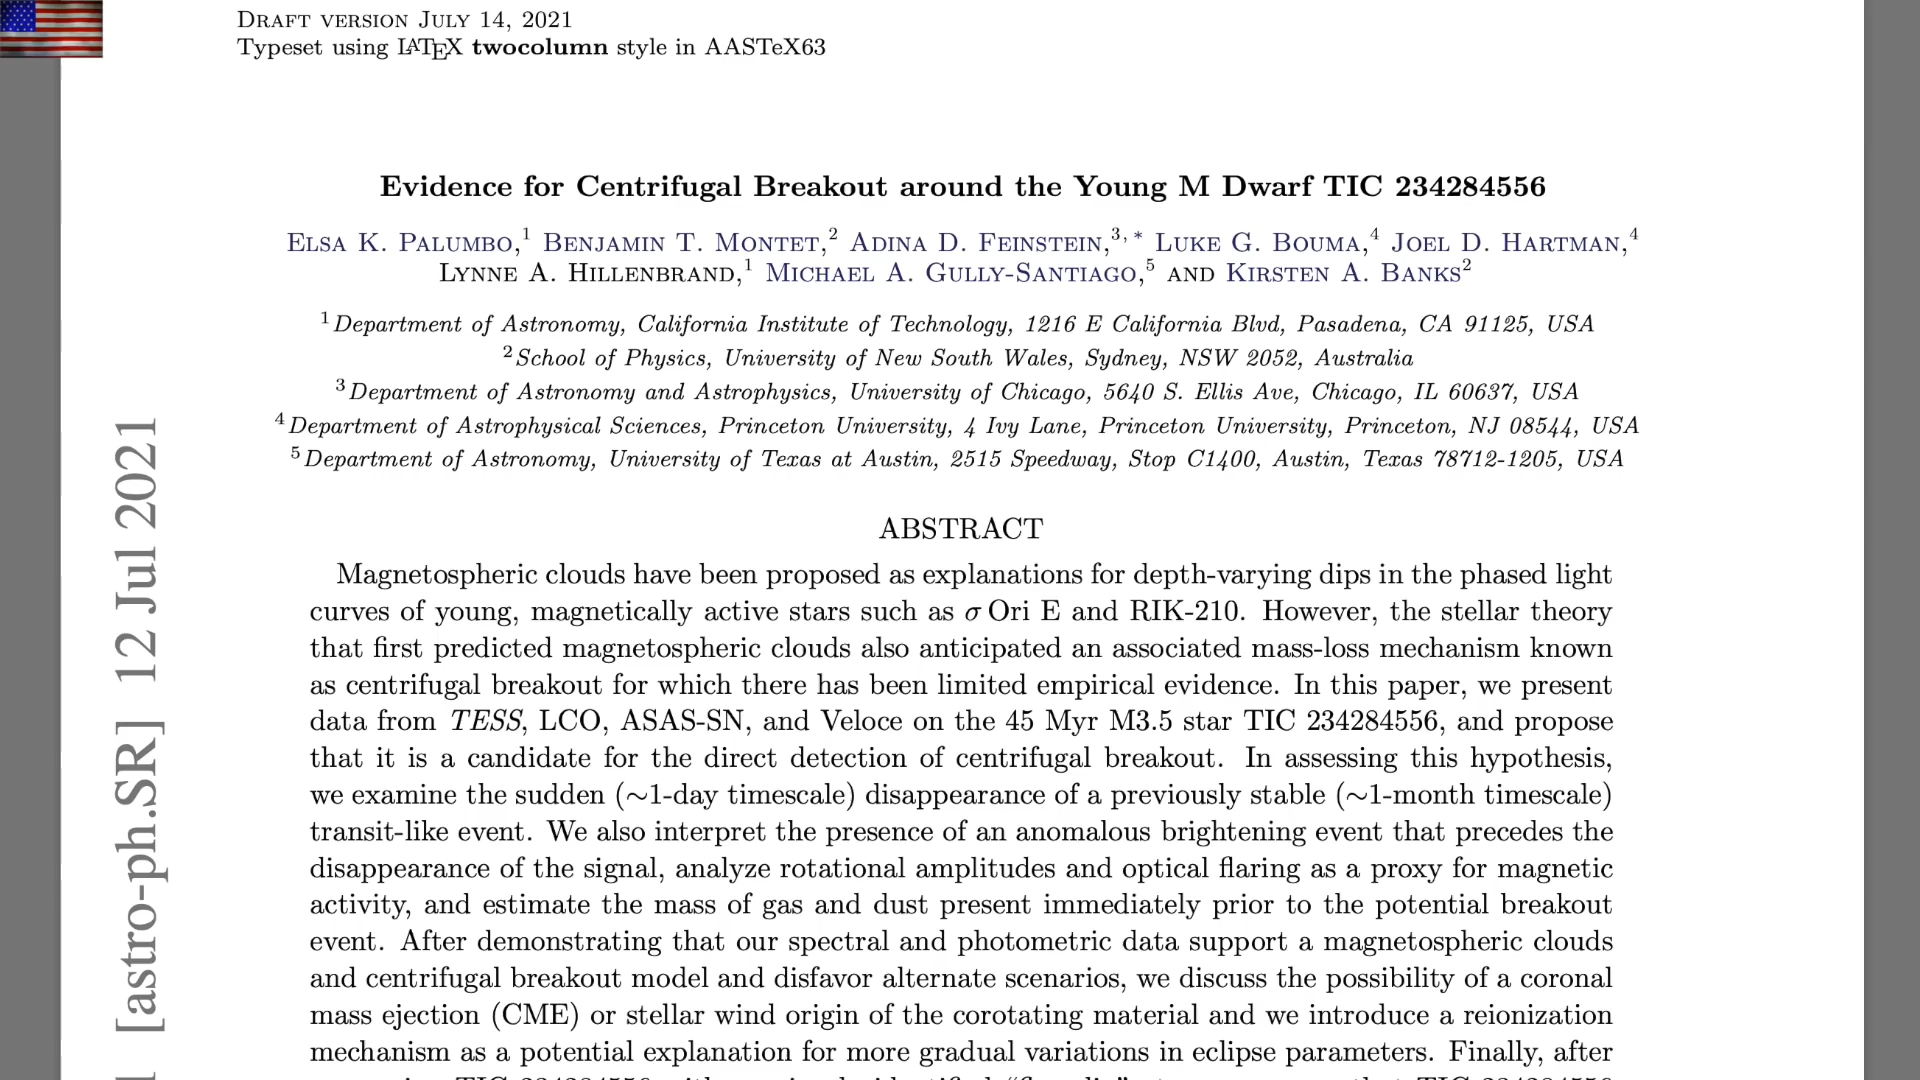 DRAFT VERSION JULY 14, 2021
Typeset using LATEX twocolumn style in AASTeX63
Evidence for Centrifugal Breakout around the Young M Dwarf TIC 234284556
ELSA K. PALUMBO,1 BENJAMIN T. MONTET,2 ADINA D. FEINSTEIN,3, * LUKE G. BOUMA,4 JOEL D. HARTMAN,4
LYNNE A. HILLENBRAND,1 MICHAEL A. GULLY-SANTIAGO,5 AND KIRSTEN A. BANKS2
1 Department of Astronomy, California Institute of Technology, 1216 E California Blvd, Pasadena, CA 91125, USA
2 School of Physics, University of New South Wales, Sydney, NSW 2052, Australia
3 Department of Astronomy and Astrophysics, University of Chicago, 5640 S. Ellis Ave, Chicago, IL 60637, USA
4 Department of Astrophysical Sciences, Princeton University, 4 Ivy Lane, Princeton University, Princeton, NJ 08544, USA
5 Department of Astronomy, University of Texas at Austin, 2515 Speedway, Stop C1400, Austin, Texas 78712-1205, USA
ABSTRACT
Magnetospheric clouds have been proposed as explanations for depth-varying dips in the phased light
curves of young, magnetically active stars such as σ Ori E and RIK-210. However, the stellar theory
that first predicted magnetospheric clouds also anticipated an associated mass-loss mechanism known
as centrifugal breakout for which there has been limited empirical evidence. In this paper, we present
data from TESS, LCO, ASAS-SN, and Veloce on the 45 Myr M3.5 star TIC 234284556, and propose
that it is a candidate for the direct detection of centrifugal breakout. In assessing this hypothesis,
we examine the sudden (∼1-day timescale) disappearance of a previously stable (∼1-month timescale)
transit-like event. We also interpret the presence of an anomalous brightening event that precedes the
disappearance of the signal, analyze rotational amplitudes and optical flaring as a proxy for magnetic
activity, and estimate the mass of gas and dust present immediately prior to the potential breakout
event. After demonstrating that our spectral and photometric data support a magnetospheric clouds
and centrifugal breakout model and disfavor alternate scenarios, we discuss the possibility of a coronal
mass ejection (CME) or stellar wind origin of the corotating material and we introduce a reionization
mechanism as a potential explanation for more gradual variations in eclipse parameters. Finally, after
[astro-ph.SR] 12 Jul 2021